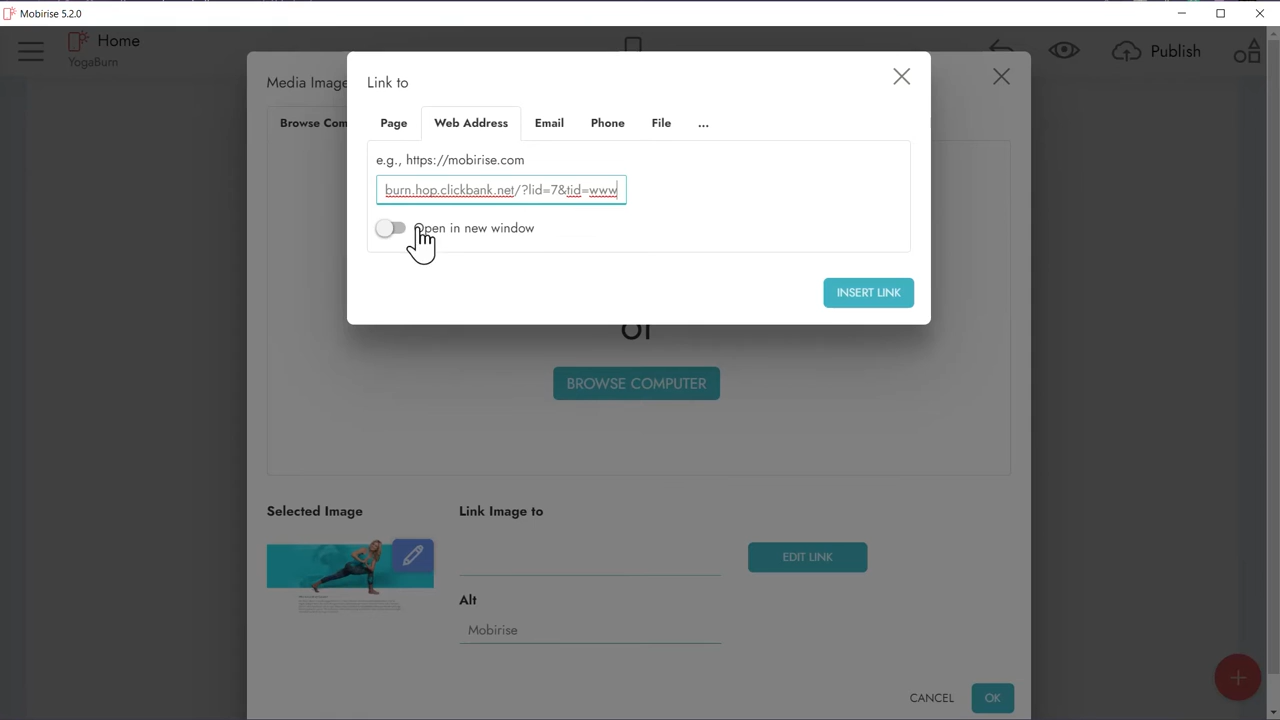 Mobirise 5.2.0
Home
YogaBurn
Publish
Media Image
Browse Com
Link to
Page
Web Address
Email
Phone
File
...
e.g., https://mobirise.com
burn.hop.clickbank.net/?lid=7&tid=www
Open in new window
INSERT LINK
or
BROWSE COMPUTER
Selected Image
Link Image to
EDIT LINK
Alt
Mobirise
CANCEL
OK